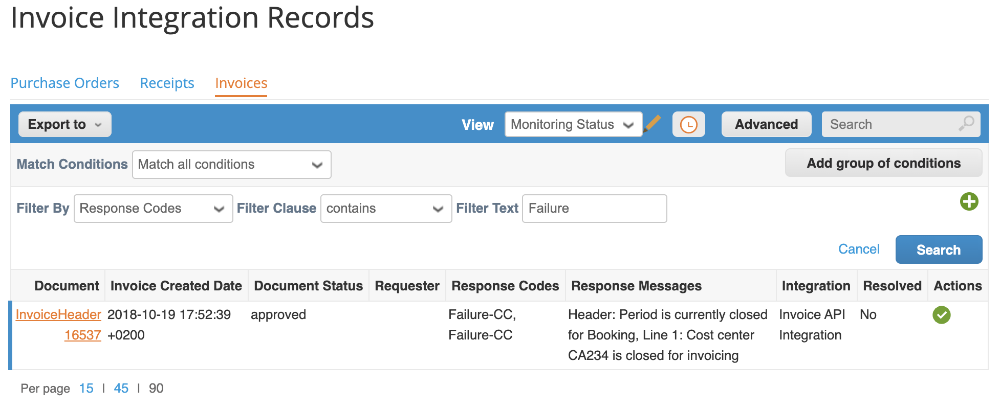 Invoice Integration Records
Purchase Orders Receipts Invoices
Export to View Monitoring Status Advanced Search
Match Conditions Match all conditions Add group of conditions
Filter By Response Codes Filter Clause contains Filter Text Failure
Cancel Search
Document Invoice Created Date Document Status Requester Response Codes Response Messages Integration Resolved Actions
InvoiceHeader 2018-10-19 17:52:39 approved Failure-CC, Header: Period is currently closed Invoice API No
16537 +0200 Failure-CC for Booking, Line 1: Cost center Integration
CA234 is closed for invoicing
Per page 15 | 45 | 90